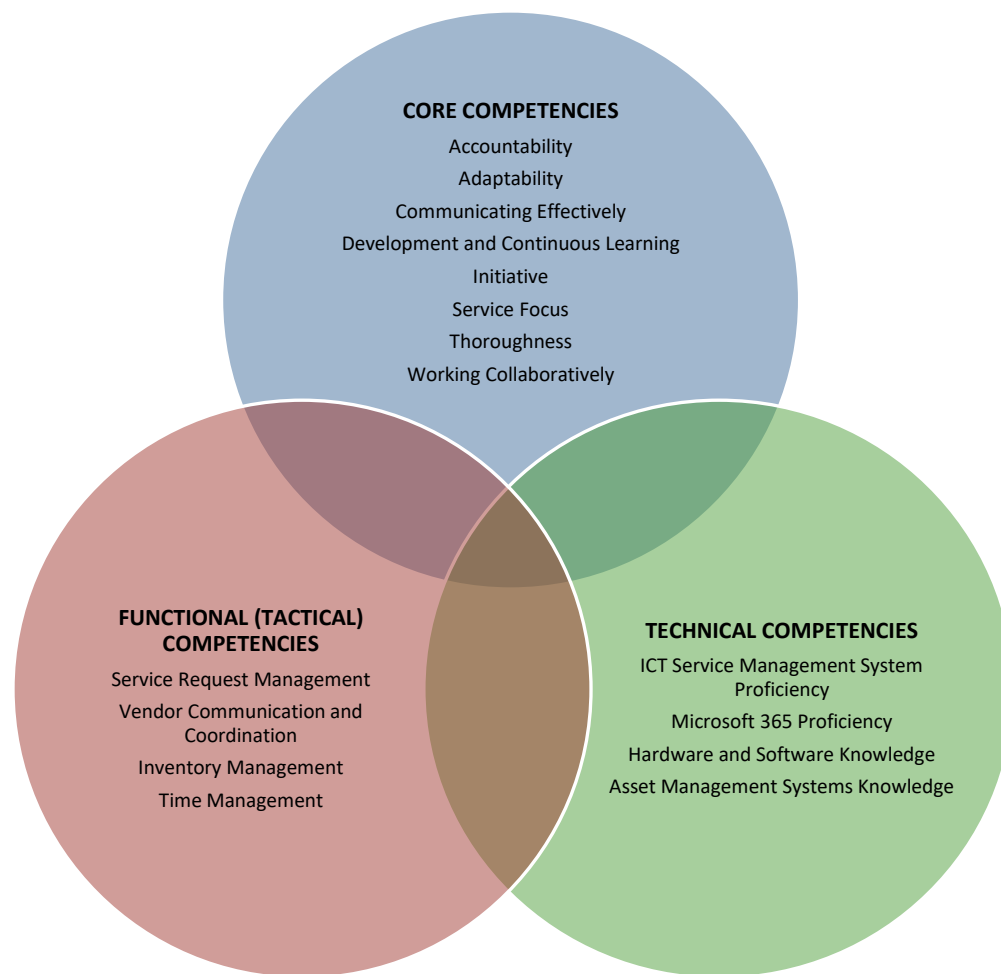 CORE COMPETENCIES
Accountability
Adaptability
Communicating Effectively
Development and Continuous Learning
Initiative
Service Focus
Thoroughness
Working Collaboratively
FUNCTIONAL (TACTICAL)
COMPETENCIES
Service Request Management
Vendor Communication and
Coordination
Inventory Management
Time Management
TECHNICAL COMPETENCIES
ICT Service Management System
Proficiency
Microsoft 365 Proficiency
Hardware and Software Knowledge
Asset Management Systems Knowledge